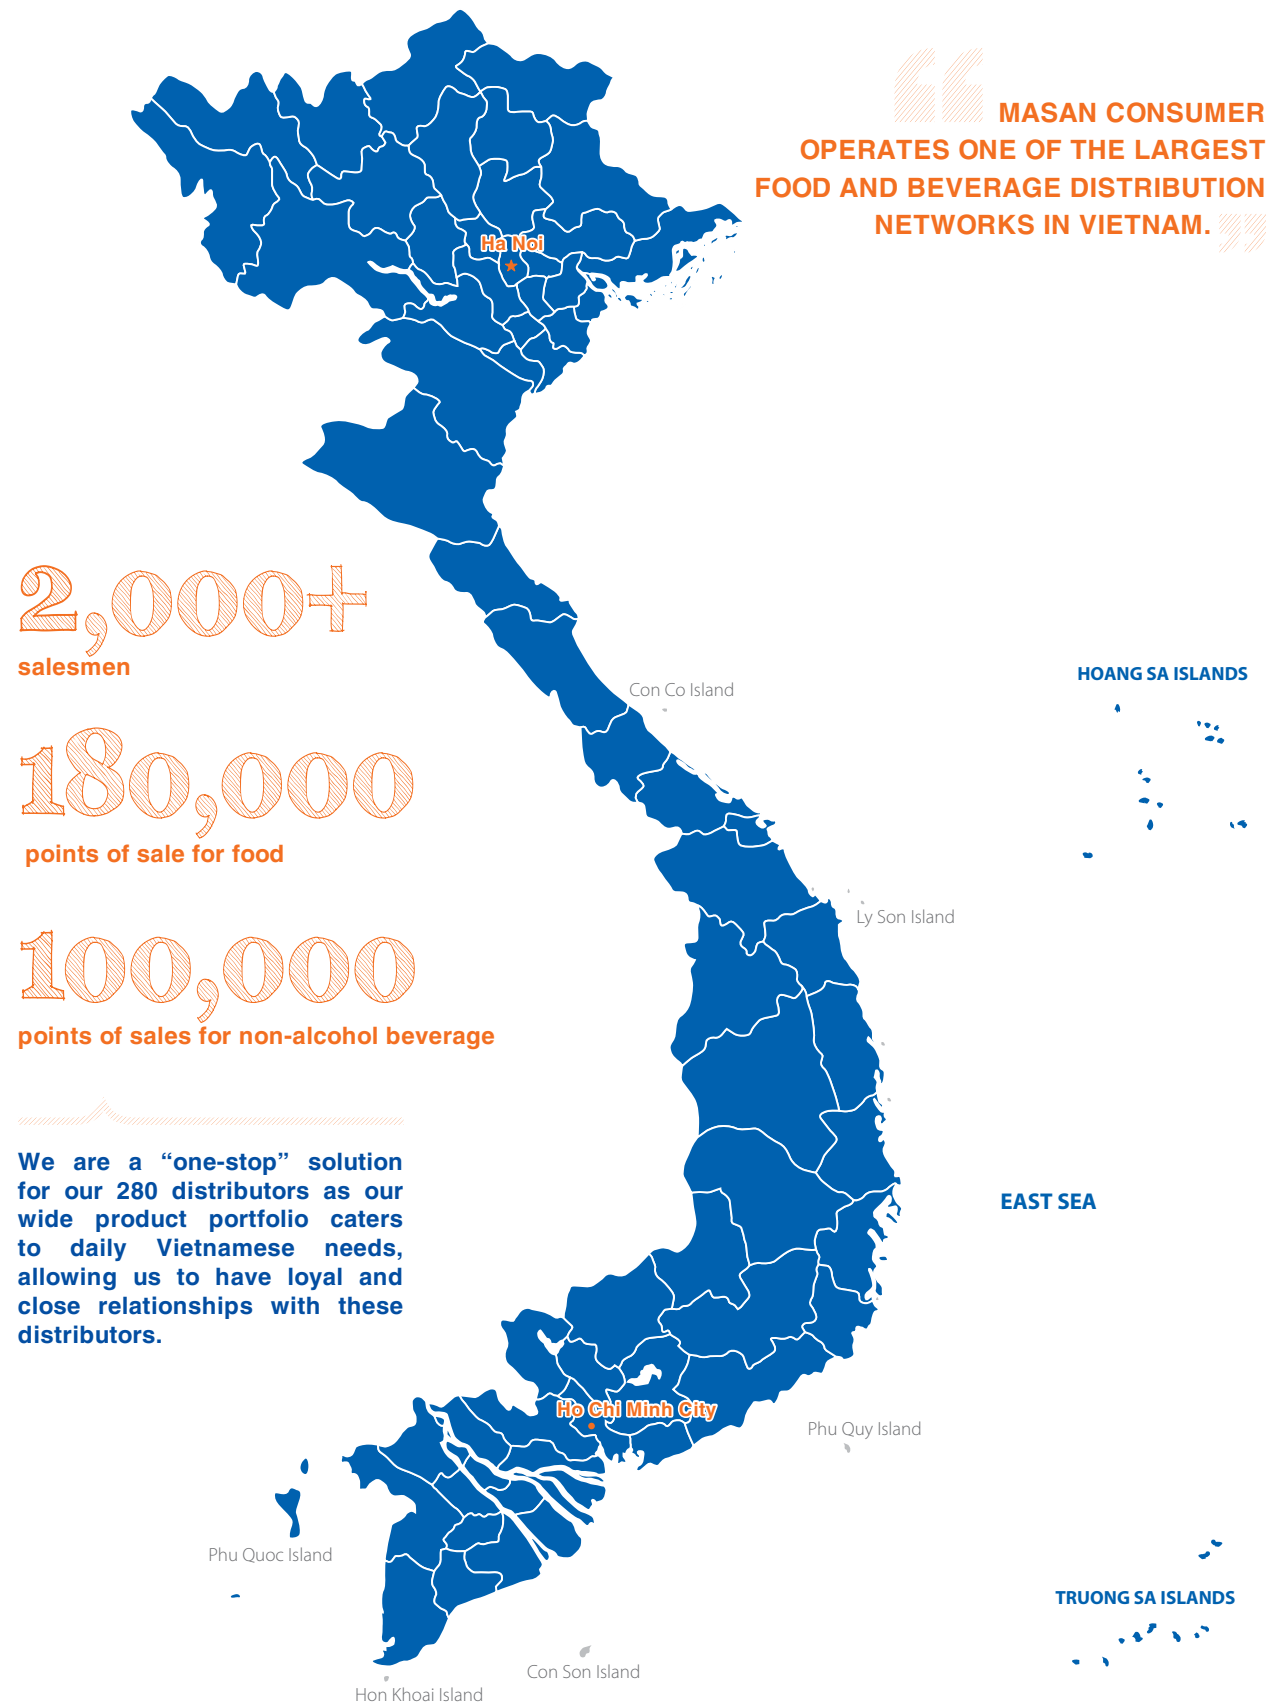 MASAN CONSUMER
OPERATES ONE OF THE LARGEST
FOOD AND BEVERAGE DISTRIBUTION
NETWORKS IN VIETNAM.
Ha Noi
2,000+
salesmen
Con Co Island
HOANG SA ISLANDS
180,000
points of sale for food
Ly Son Island
100,000
points of sales for non-alcohol beverage
We are a “one-stop” solution
for our 280 distributors as our
wide product portfolio caters
to daily Vietnamese needs,
allowing us to have loyal and
close relationships with these
distributors.
EAST SEA
Ho Chi Minh City
Phu Quy Island
Phu Quoc Island
TRUONG SA ISLANDS
Con Son Island
Hon Khoai Island